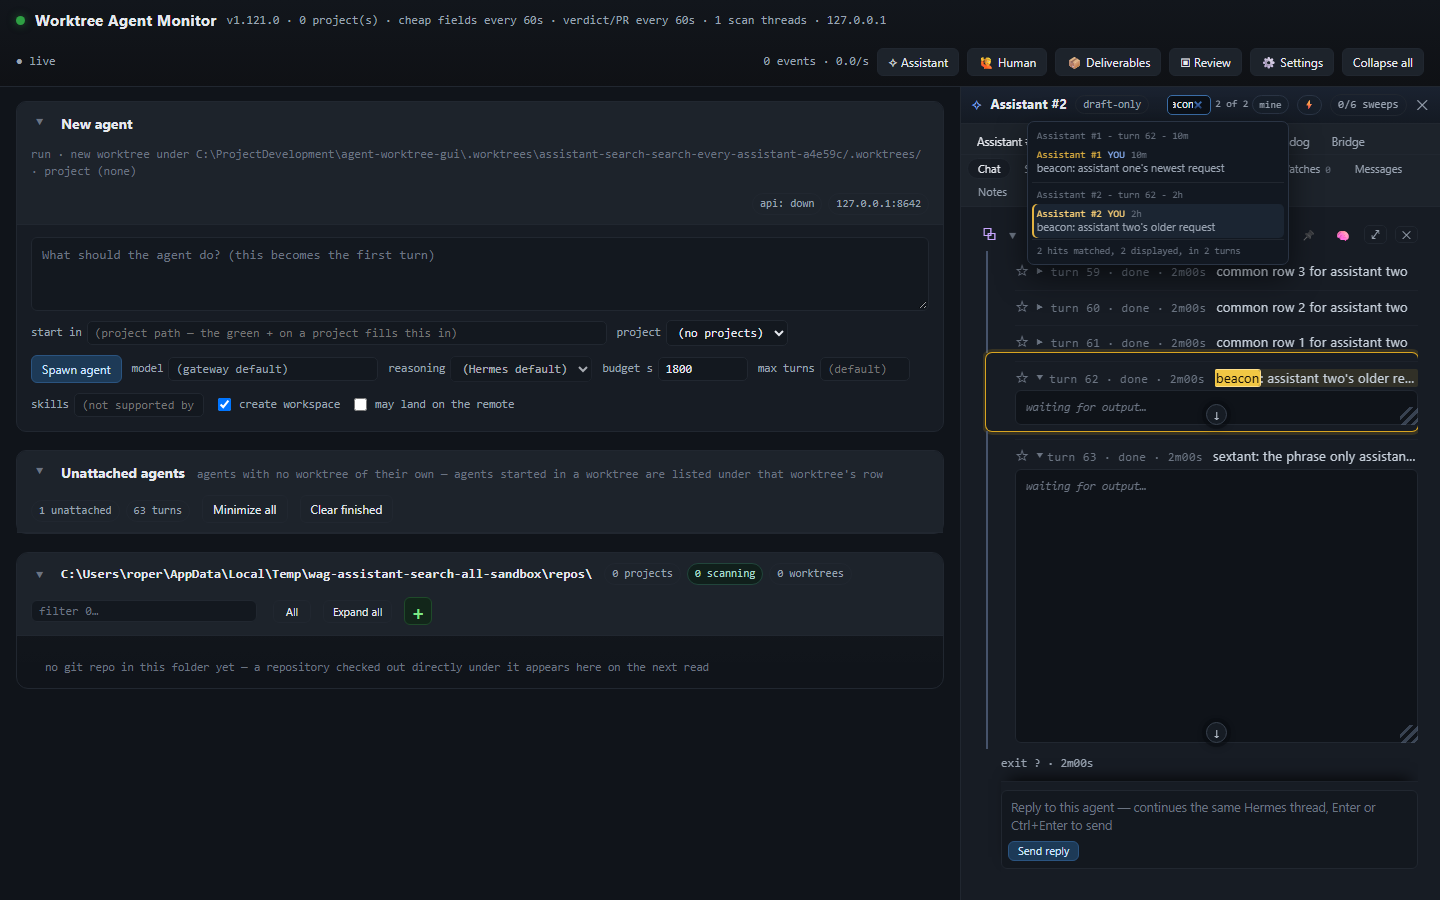 Worktree Agent Monitor v1.121.0 · 0 project(s) · cheap fields every 60s · verdict/PR every 60s · 1 scan threads · 127.0.0.1
live
0 events · 0.0/s
Assistant
Human
Deliverables
Review
Settings
Collapse all
New agent
run · new worktree under C:\ProjectDevelopment\agent-worktree-gui\.worktrees\assistant-search-search-every-assistant-a4e59c/.worktrees/
· project (none)
api: down 127.0.0.1:8642
What should the agent do? (this becomes the first turn)
start in (project path — the green + on a project fills this in) project (no projects)
Spawn agent model (gateway default) reasoning (Hermes default) budget s 1800 max turns (default)
skills (not supported by create workspace may land on the remote
Unattached agents agents with no worktree of their own — agents started in a worktree are listed under that worktree's row
1 unattached 63 turns Minimize all Clear finished
C:\Users\roper\AppData\Local\Temp\wag-assistant-search-all-sandbox\repos\ 0 projects 0 scanning 0 worktrees
filter 0… All Expand all +
no git repo in this folder yet — a repository checked out directly under it appears here on the next read
Assistant #2 draft-only acon 2 of 2 mine 0/6 sweeps
Assistant dog Bridge
Chat atches 0 Messages
Notes
Assistant #1 - turn 62 - 10m
Assistant #1 YOU 10m
beacon: assistant one's newest request
Assistant #2 - turn 62 - 2h
Assistant #2 YOU 2h
beacon: assistant two's older request
2 hits matched, 2 displayed, in 2 turns
turn 59 · done · 2m00s common row 3 for assistant two
turn 60 · done · 2m00s common row 2 for assistant two
turn 61 · done · 2m00s common row 1 for assistant two
turn 62 · done · 2m00s beacon: assistant two's older re…
waiting for output…
turn 63 · done · 2m00s sextant: the phrase only assistan…
waiting for output…
exit ? · 2m00s
Reply to this agent — continues the same Hermes thread, Enter or
Ctrl+Enter to send
Send reply